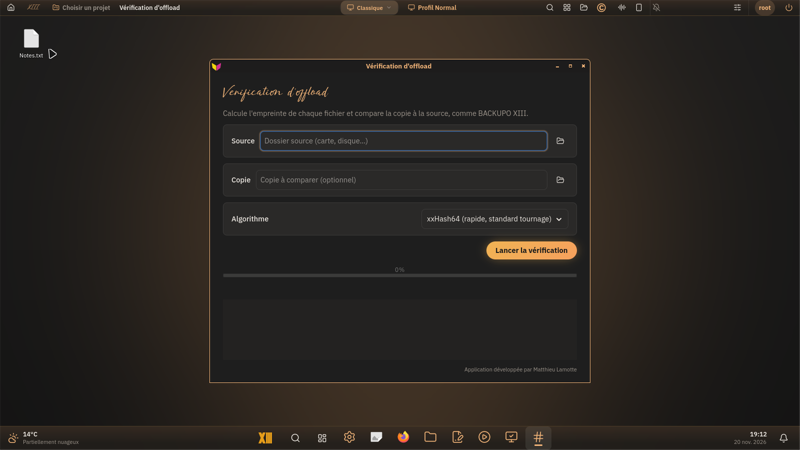 XIII
Choisir un projet
Vérification d'offload
Classique
Profil Normal
root
Notes.txt
Vérification d'offload
Verification d'offload
Calcule l'empreinte de chaque fichier et compare la copie à la source, comme BACKUPO XIII.
Source
Dossier source (carte, disque...)
Copie
Copie à comparer (optionnel)
Algorithme
xxHash64 (rapide, standard tournage)
Lancer la vérification
0%
Application développée par Matthieu Lamotte
14°C
Partiellement nuageux
XIII
19:12
20 nov. 2026